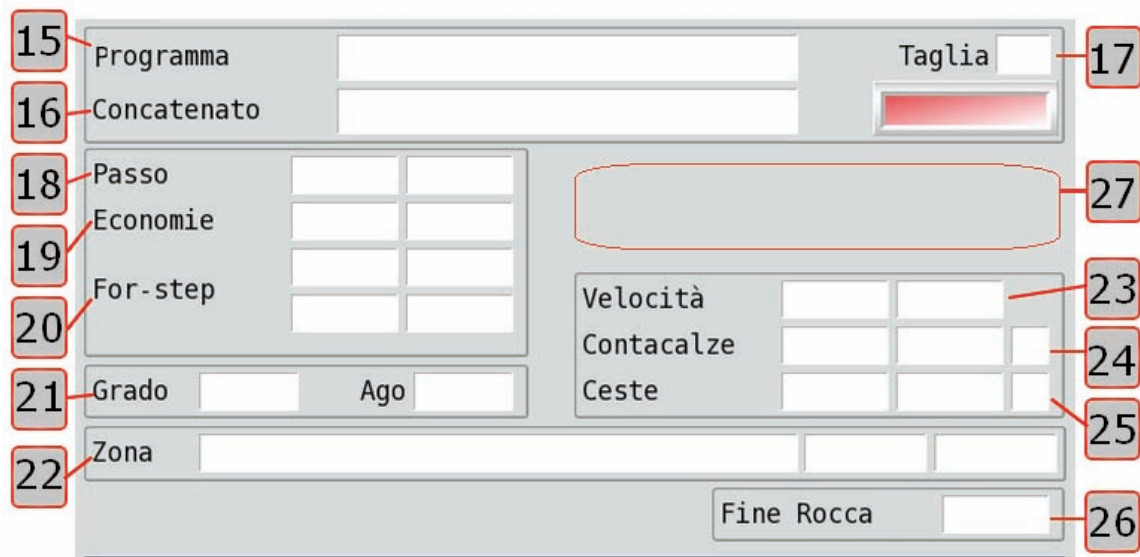 15 Programma Taglia 17
16 Concatenato
18 Passo 27
19 Economie
20 For-step
Velocità 23
Contacalze 24
21 Grado Ago Ceste 25
22 Zona
Fine Rocca 26